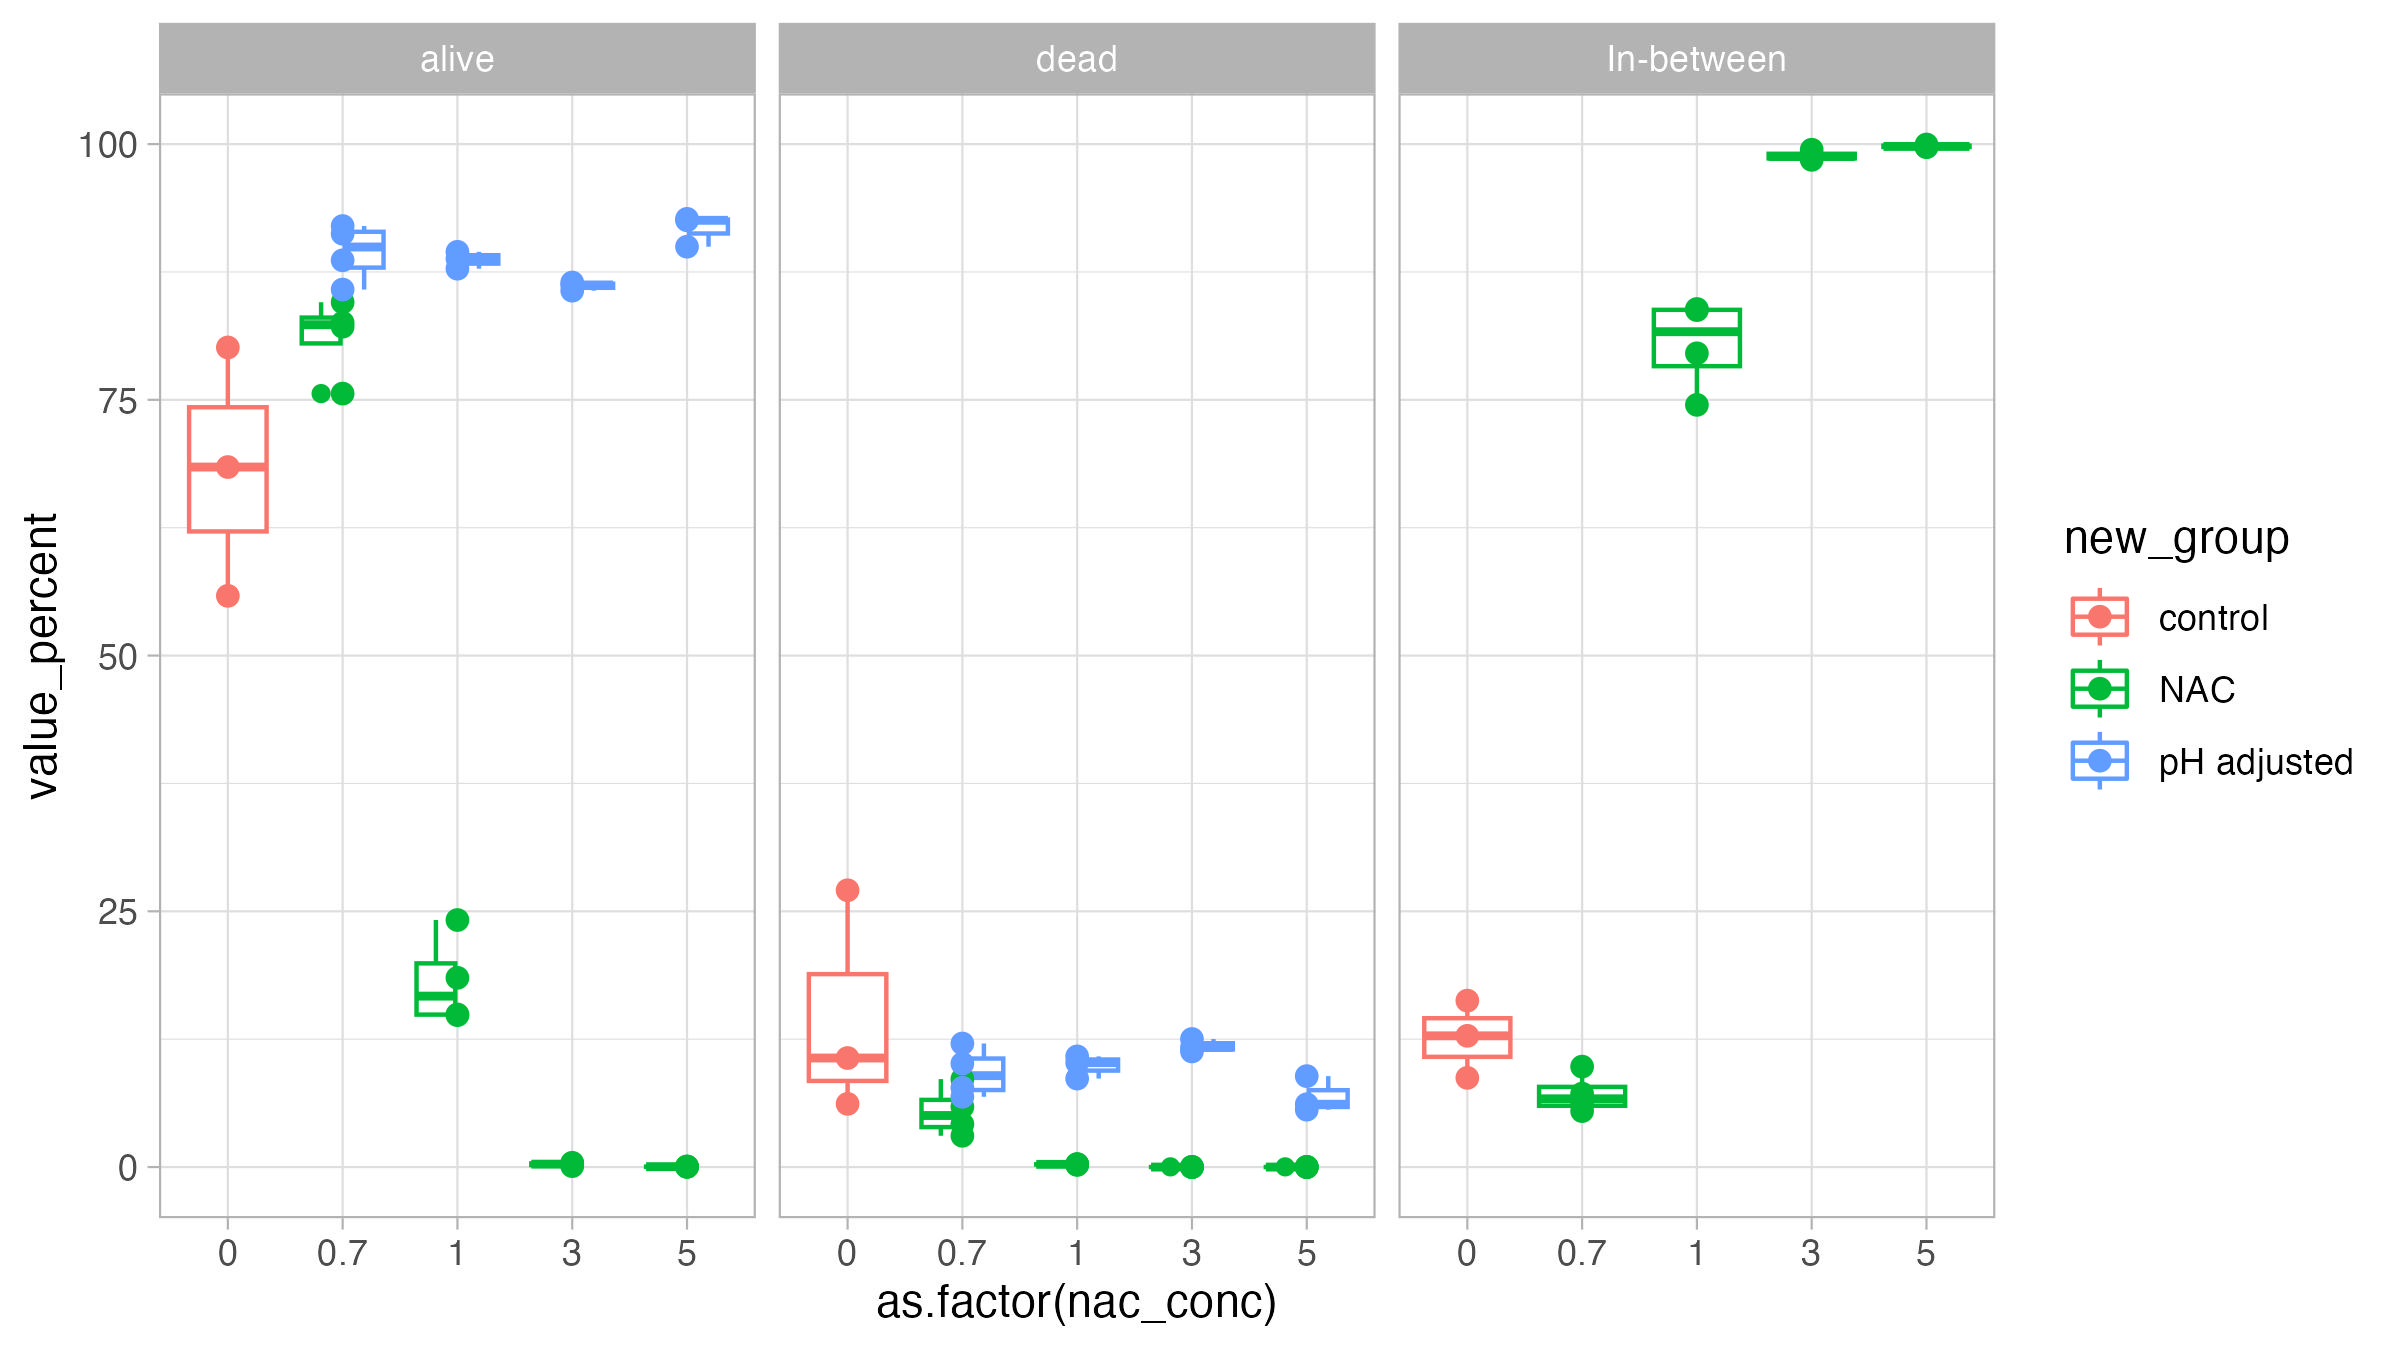 alive dead In-between
100
75
50
25
0
value_percent
0 0.7 1 3 5 0 0.7 1 3 5 0 0.7 1 3 5
as.factor(nac_conc)
new_group
control
NAC
pH adjusted